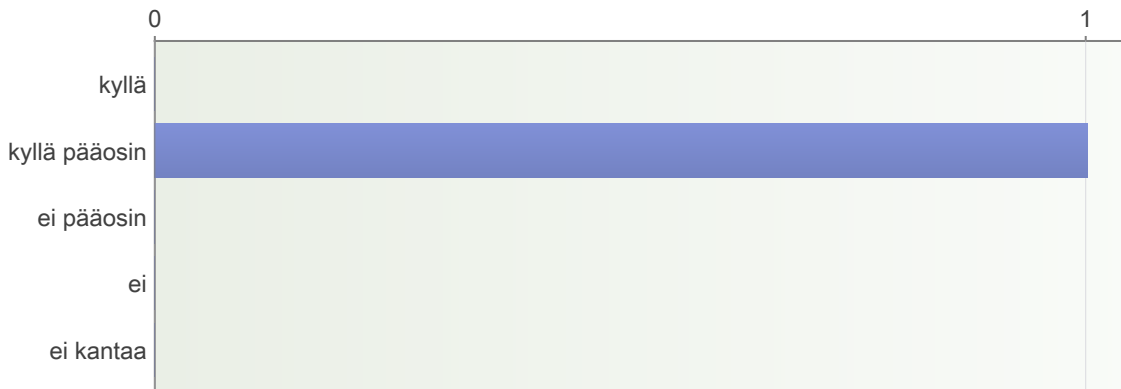 0 1
kyllä
kyllä pääosin
ei pääosin
ei
ei kantaa